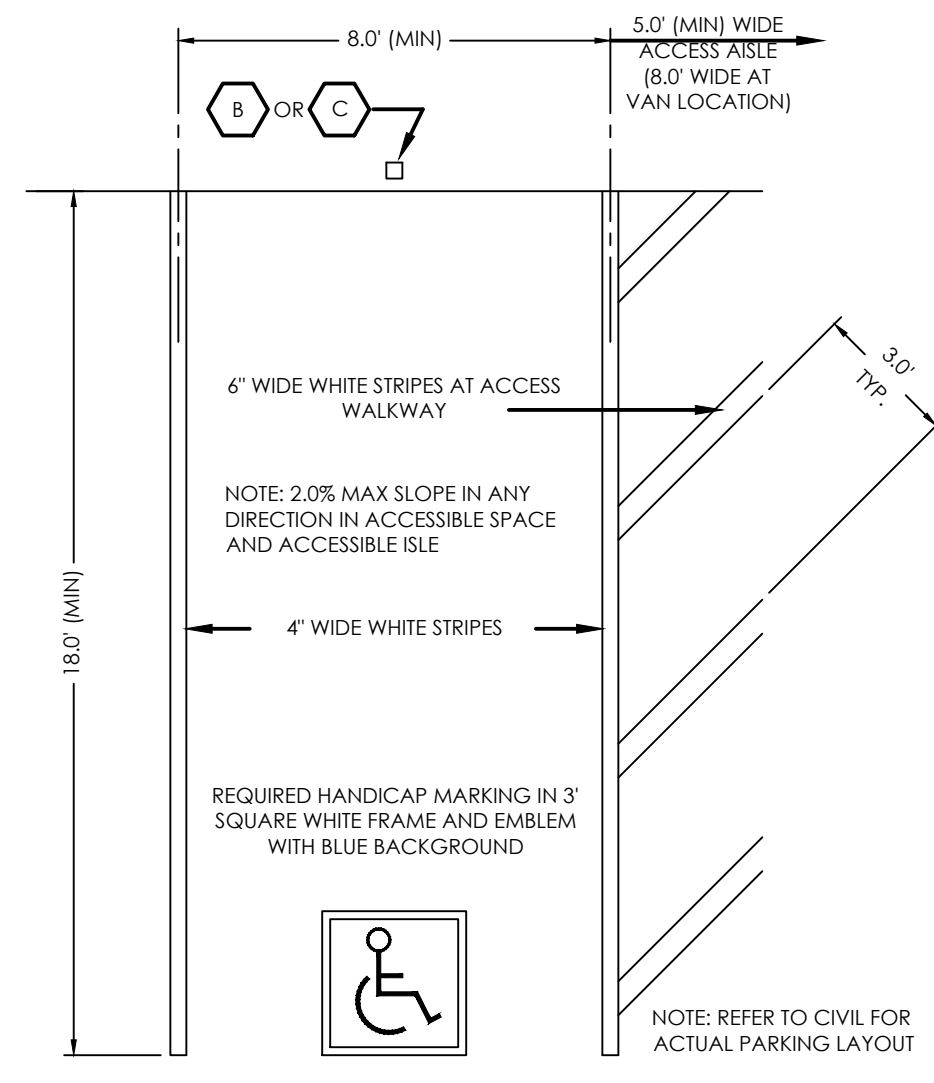 8.0' (MIN)
5.0' (MIN) WIDE
ACCESS AISLE
(8.0' WIDE AT
VAN LOCATION)
B OR C
3.0'
TYP.
6" WIDE WHITE STRIPES AT ACCESS
WALKWAY
NOTE: 2.0% MAX SLOPE IN ANY
DIRECTION IN ACCESSIBLE SPACE
AND ACCESSIBLE ISLE
18.0' (MIN)
4" WIDE WHITE STRIPES
REQUIRED HANDICAP MARKING IN 3'
SQUARE WHITE FRAME AND EMBLEM
WITH BLUE BACKGROUND
NOTE: REFER TO CIVIL FOR
ACTUAL PARKING LAYOUT